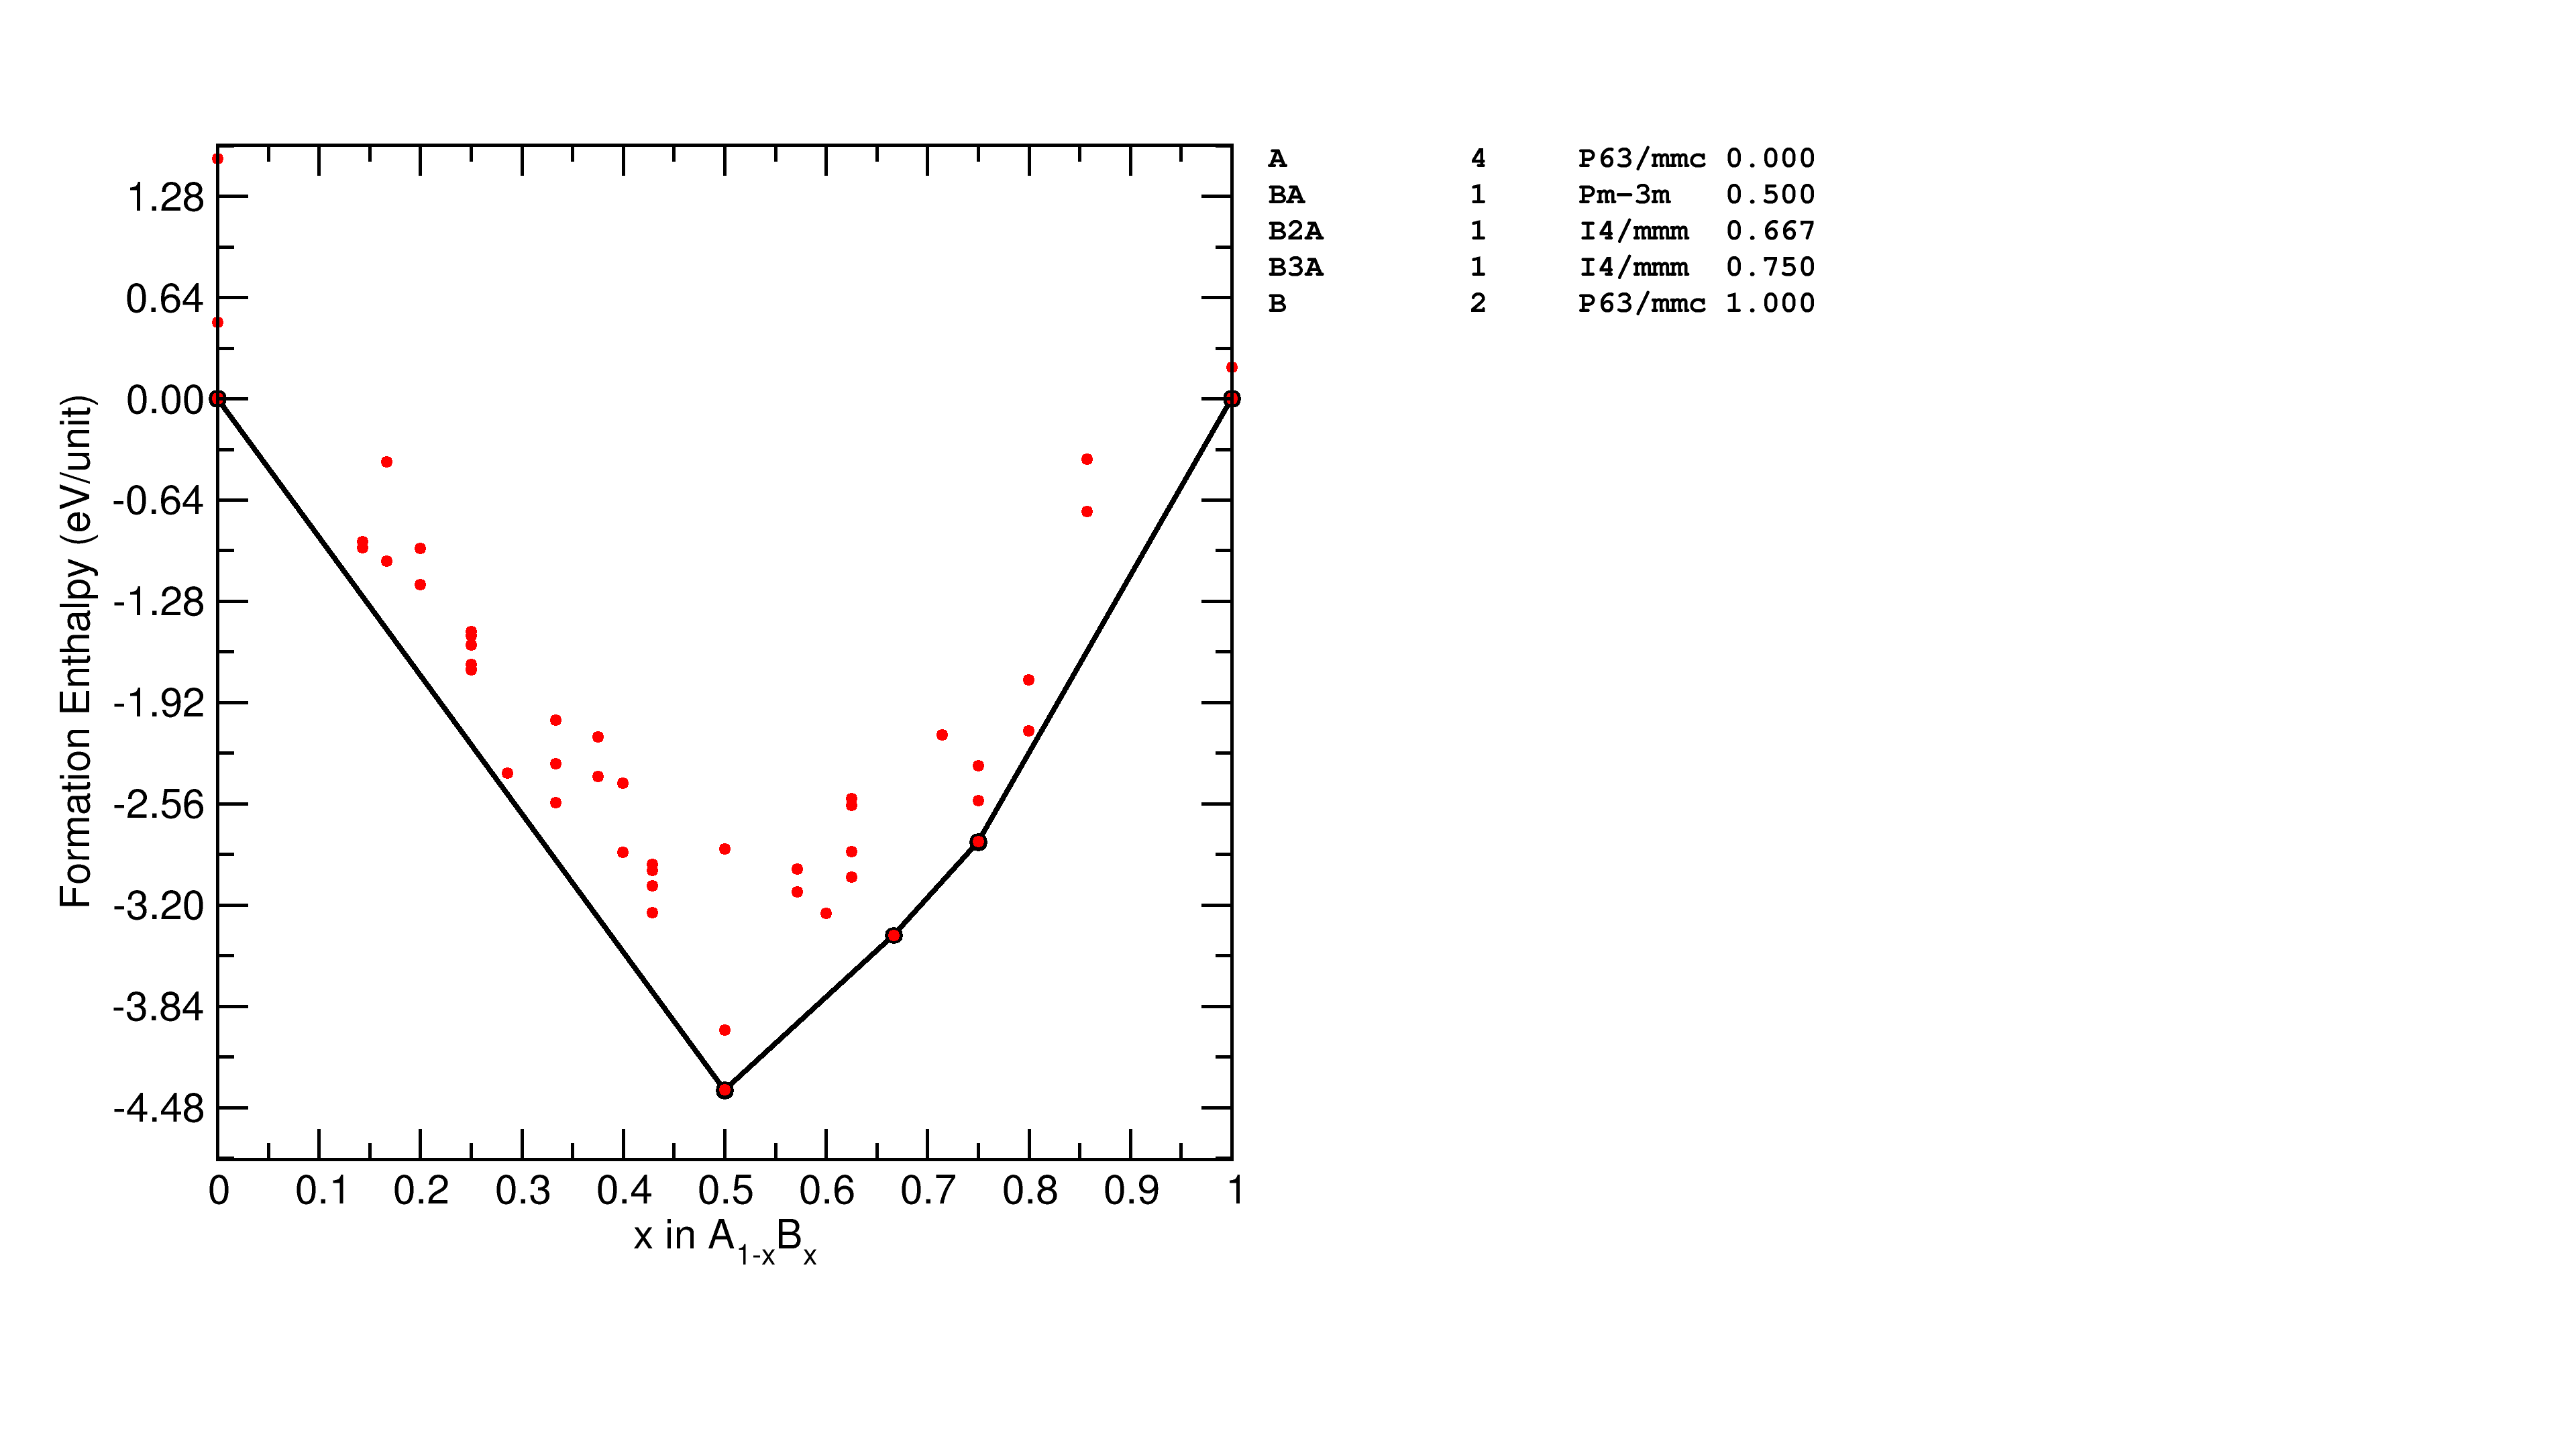 A 4 P63/mmc 0.000
BA 1 Pm-3m 0.500
B2A 1 I4/mmm 0.667
B3A 1 I4/mmm 0.750
B 2 P63/mmc 1.000
Formation Enthalpy (eV/unit)
1.28
0.64
0.00
-0.64
-1.28
-1.92
-2.56
-3.20
-3.84
-4.48
0 0.1 0.2 0.3 0.4 0.5 0.6 0.7 0.8 0.9 1
x in A1-xBx